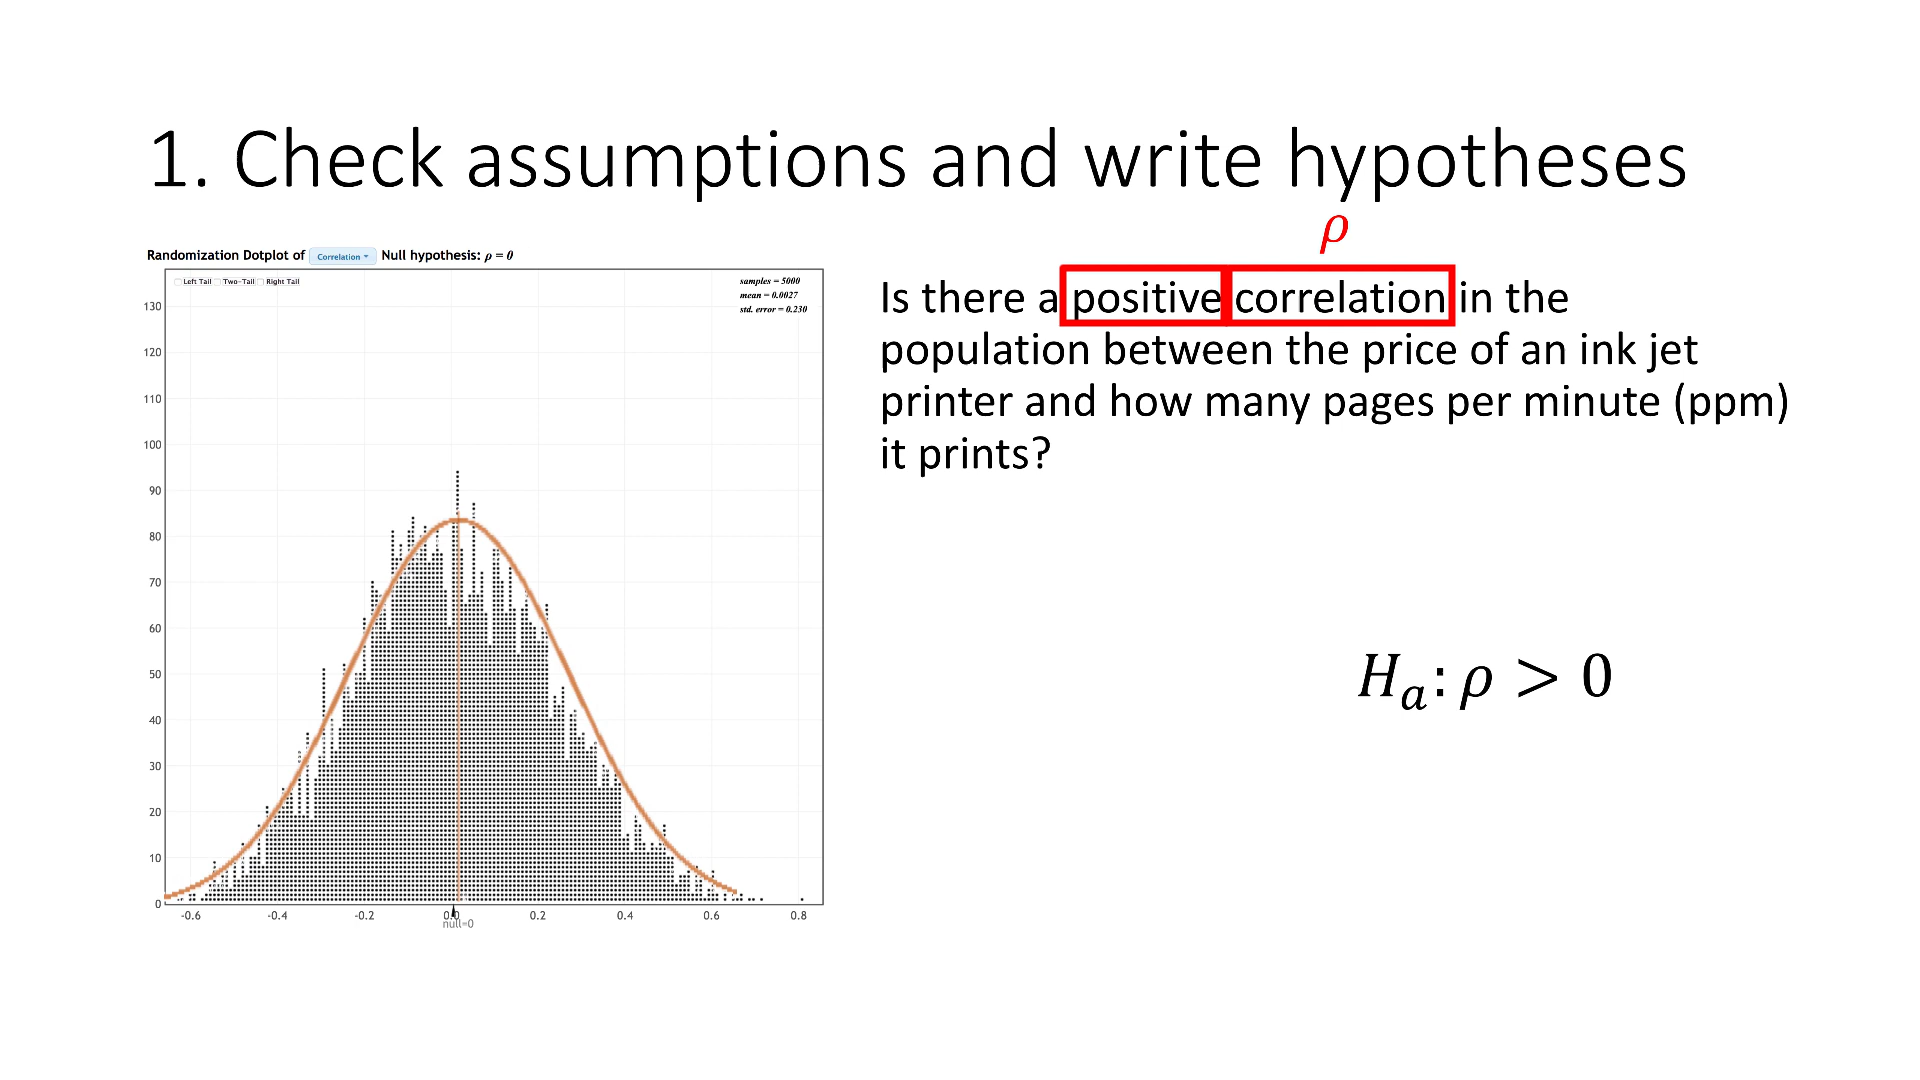 1. Check assumptions and write hypotheses
Randomization Dotplot of Correlation Null hypothesis: ρ = 0
Left Tail Two-Tail Right Tail
samples = 5000
mean = 0.0027
std. error = 0.230
130
120
110
100
90
80
70
60
50
40
30
20
10
0
-0.6 -0.4 -0.2 0.0 0.2 0.4 0.6 0.8
null=0
ρ
Is there a positive correlation in the
population between the price of an ink jet
printer and how many pages per minute (ppm)
it prints?
Hₐ: ρ > 0